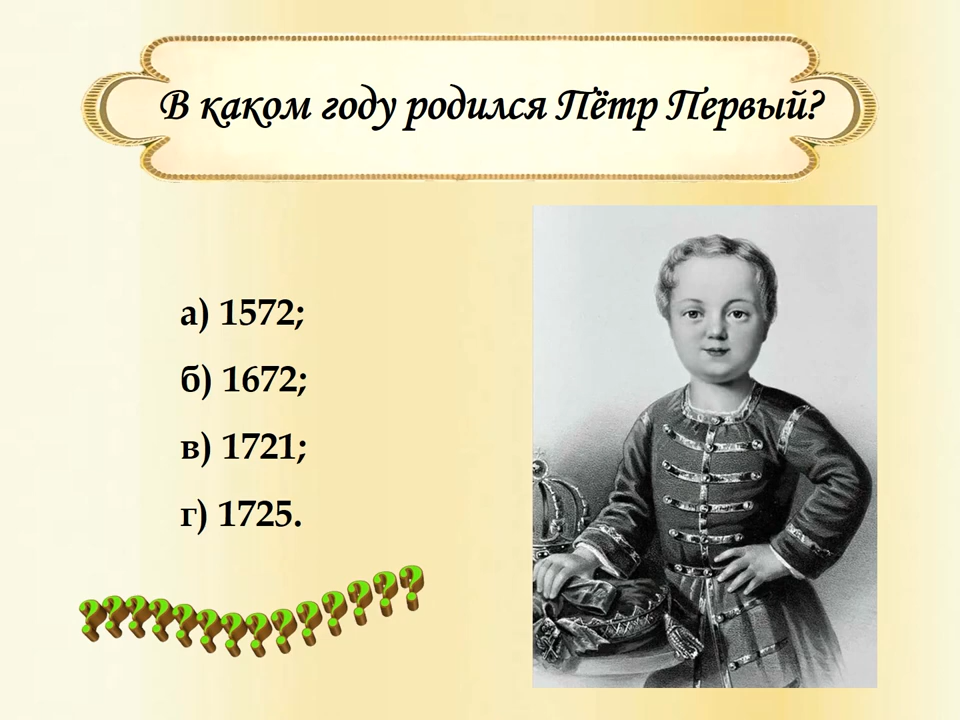 В каком году родился Пётр Первый?
а) 1572;
б) 1672;
в) 1721;
г) 1725.
????????????????